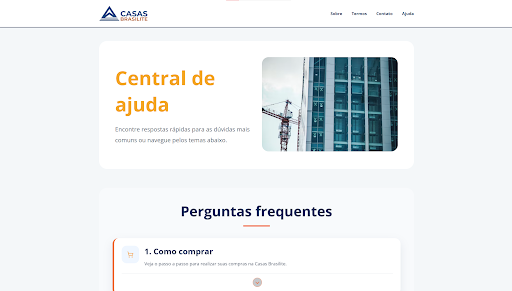 CASAS
BRASILITE
Sobre Termos Contato Ajuda
Central de
ajuda
Encontre respostas rápidas para as dúvidas mais
comuns ou navegue pelos temas abaixo.
Perguntas frequentes
1. Como comprar
Veja o passo a passo para realizar suas compras na Casas Brasilite.